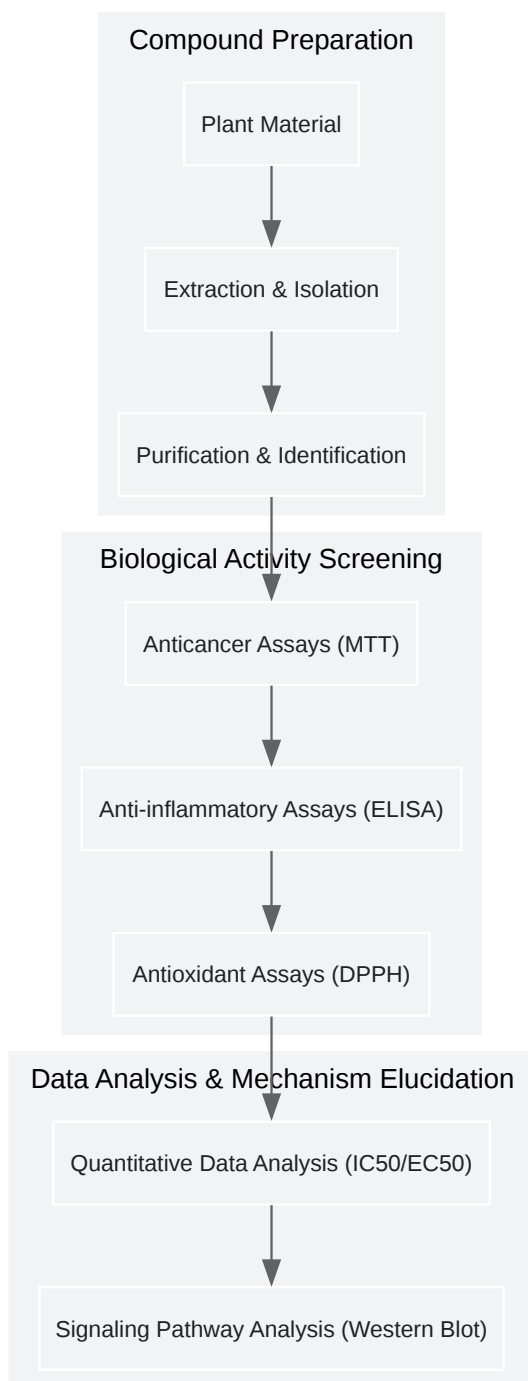 Compound Preparation
Plant Material
Extraction & Isolation
Purification & Identification
Biological Activity Screening
Anticancer Assays (MTT)
Anti-inflammatory Assays (ELISA)
Antioxidant Assays (DPPH)
Data Analysis & Mechanism Elucidation
Quantitative Data Analysis (IC50/EC50)
Signaling Pathway Analysis (Western Blot)